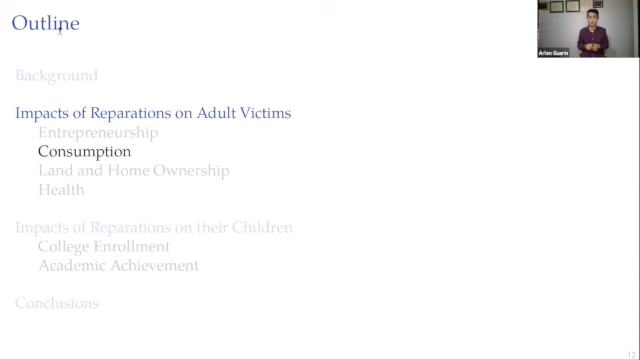 Outline
Background
Impacts of Reparations on Adult Victims
Entrepreneurship
Consumption
Land and Home Ownership
Health
Impacts of Reparations on their Children
College Enrollment
Academic Achievement
Conclusions
Arlen Guarin
12